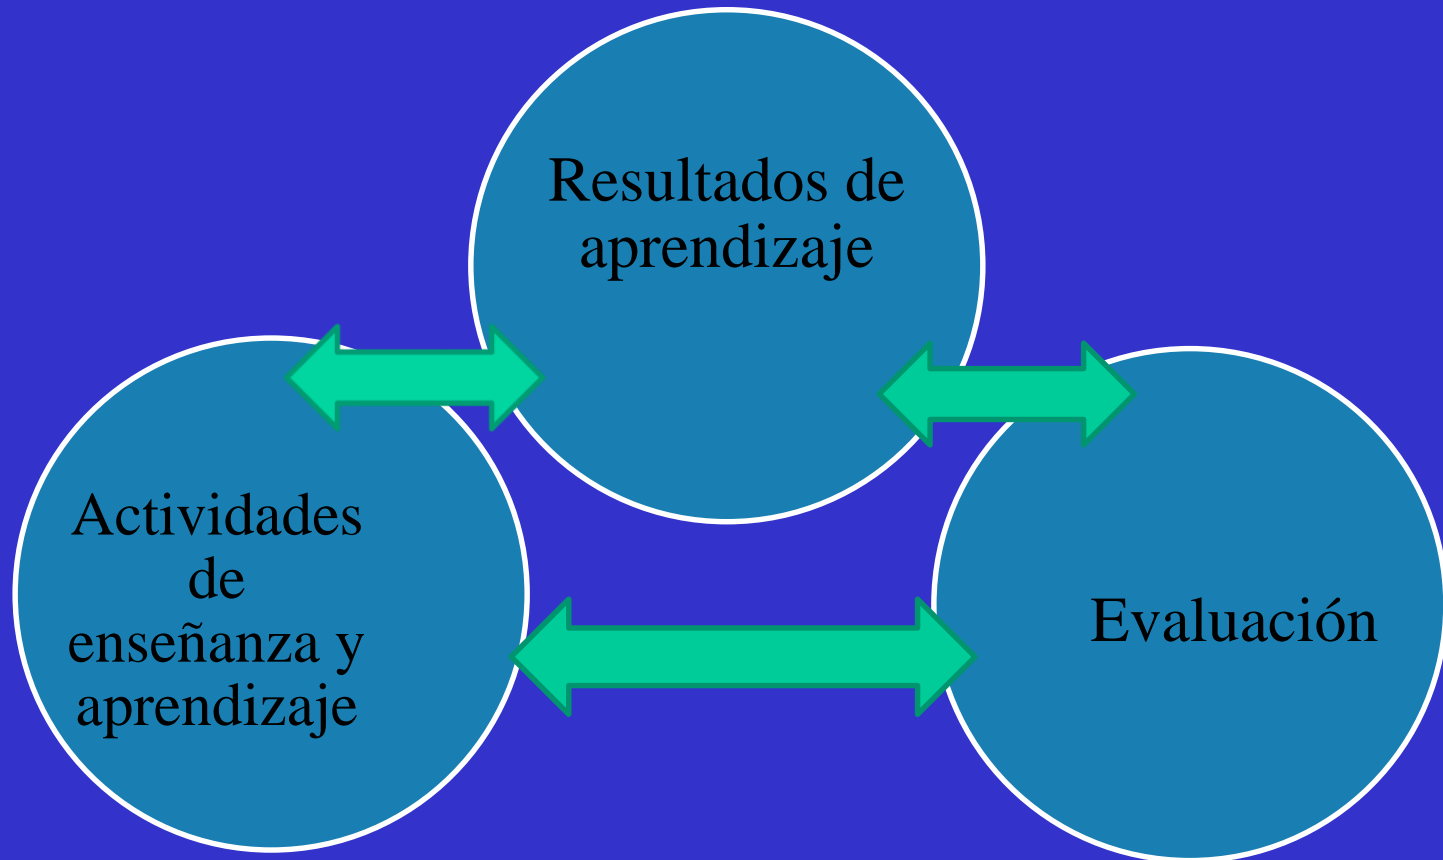 Resultados de
aprendizaje
Actividades
de
enseñanza y
aprendizaje
Evaluación